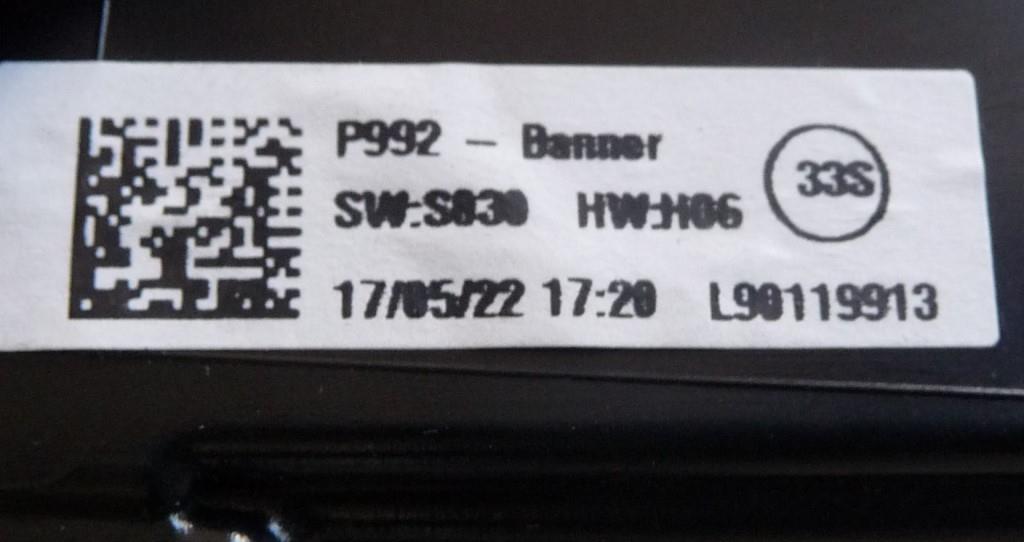 P992 - Banner
33S
SW:S030 HW:H06
17/05/22 17:20 L90119913